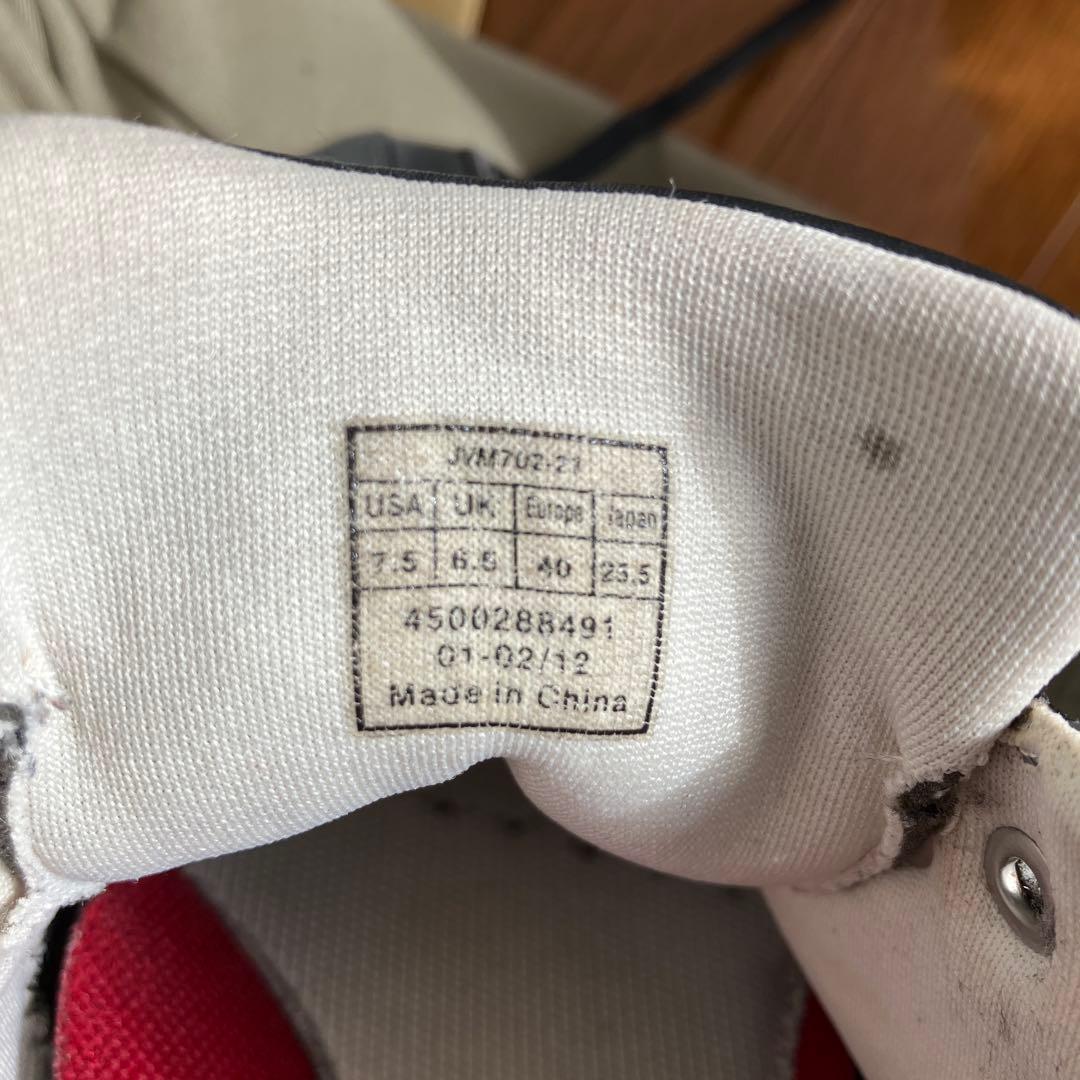 JVM702-21
USA UK Europe Japan
7.5 6.5 40 25.5
4500288491
01-02/12
Made in China